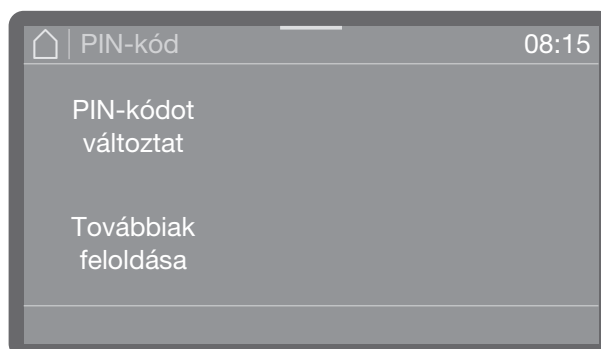 PIN-kód 08:15
PIN-kódot
változtat
Továbbiak
feloldása